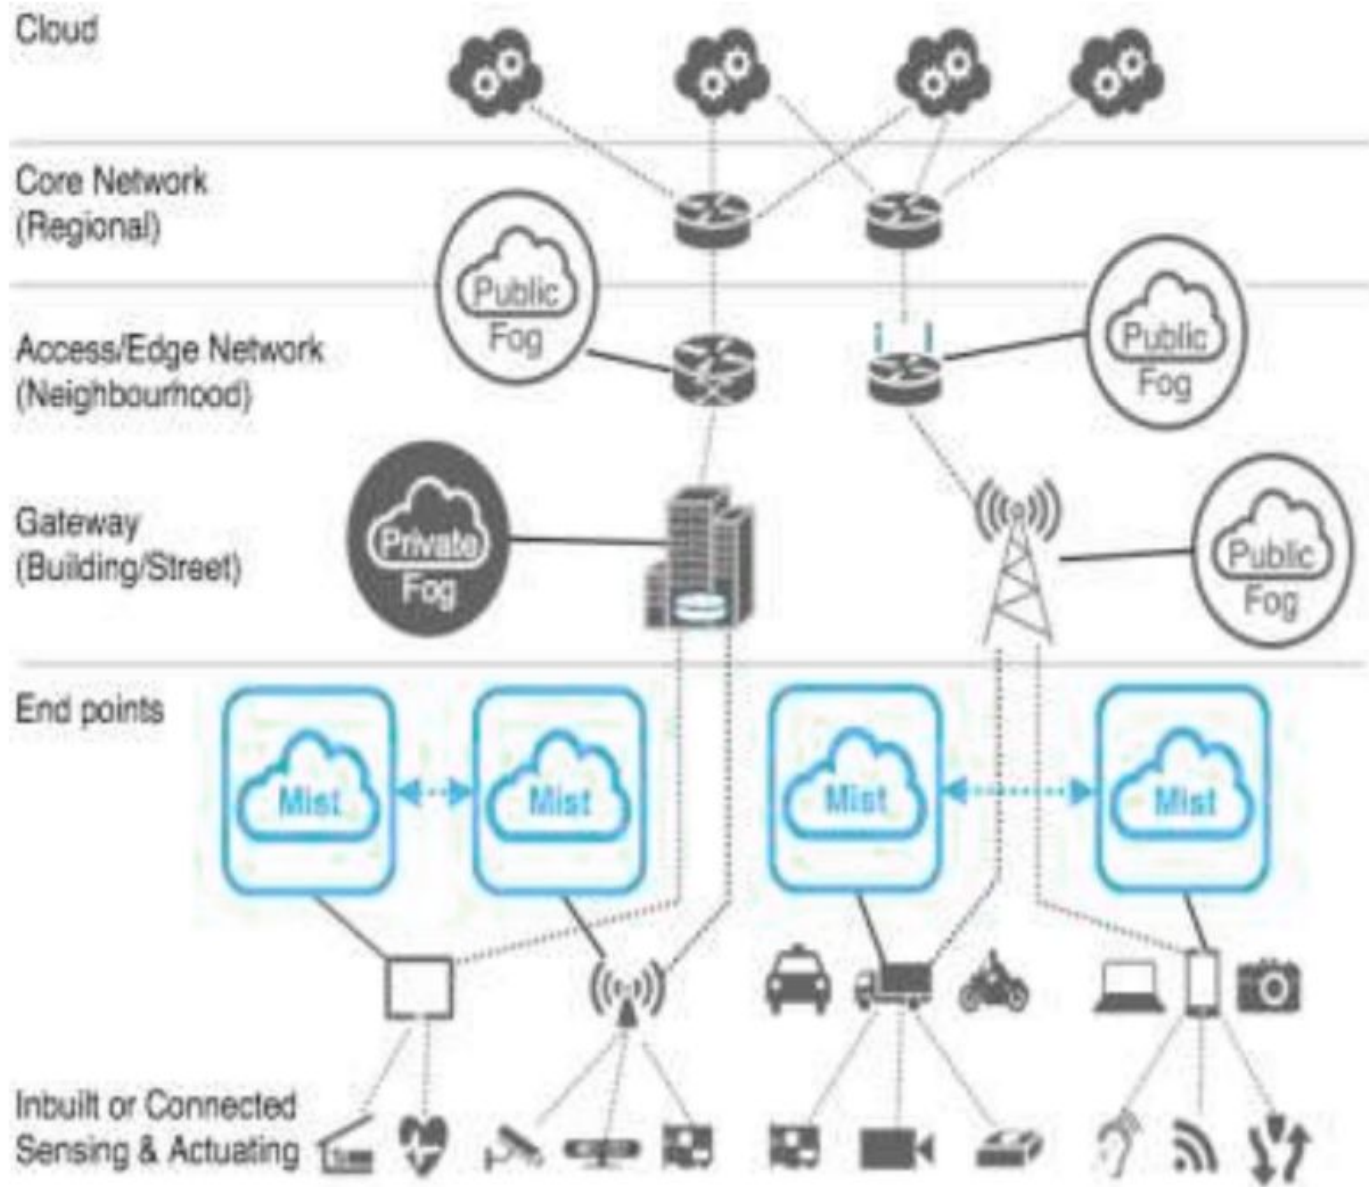 Cloud
Core Network
(Regional)
Public
Fog
Access/Edge Network
(Neighbourhood)
Public
Fog
Private
Fog
Gateway
(Building/Street)
Public
Fog
End points
Mist
Mist
Mist
Mist
Inbuilt or Connected
Sensing & Actuating